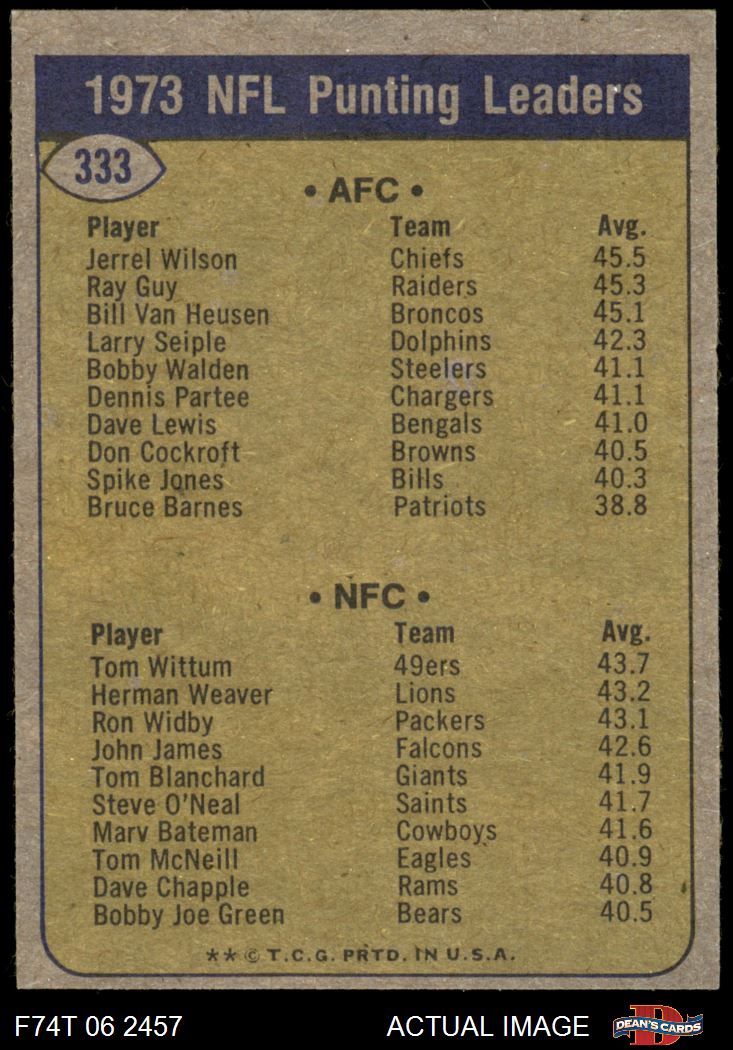 1973 NFL Punting Leaders
333
• AFC •
Player Team Avg.
Jerrel Wilson Chiefs 45.5
Ray Guy Raiders 45.3
Bill Van Heusen Broncos 45.1
Larry Seiple Dolphins 42.3
Bobby Walden Steelers 41.1
Dennis Partee Chargers 41.1
Dave Lewis Bengals 41.0
Don Cockroft Browns 40.5
Spike Jones Bills 40.3
Bruce Barnes Patriots 38.8
• NFC •
Player Team Avg.
Tom Wittum 49ers 43.7
Herman Weaver Lions 43.2
Ron Widby Packers 43.1
John James Falcons 42.6
Tom Blanchard Giants 41.9
Steve O'Neal Saints 41.7
Marv Bateman Cowboys 41.6
Tom McNeill Eagles 40.9
Dave Chapple Rams 40.8
Bobby Joe Green Bears 40.5
**© T.C.G. PRTD. IN U.S.A.
F74T 06 2457 ACTUAL IMAGE D DEAN'S CARDS